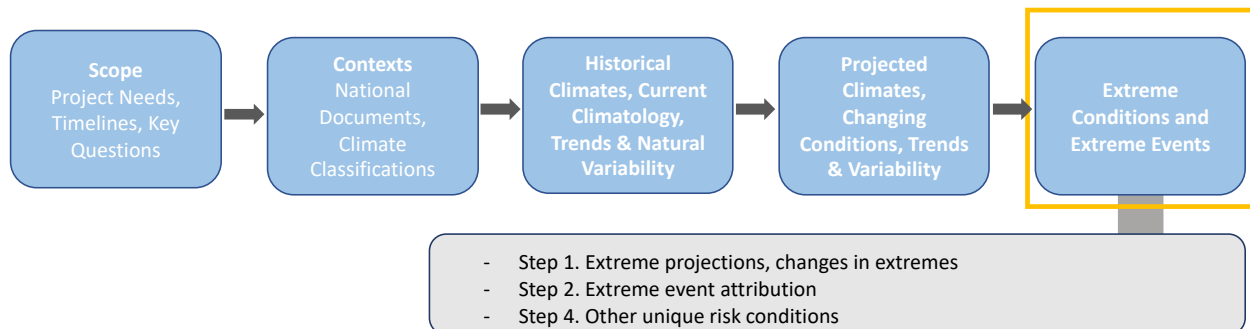 Scope
Project Needs,
Timelines, Key
Questions
Contexts
National
Documents,
Climate
Classifications
Historical
Climates, Current
Climatology,
Trends & Natural
Variability
Projected
Climates,
Changing
Conditions, Trends
& Variability
Extreme
Conditions and
Extreme Events
- Step 1. Extreme projections, changes in extremes
- Step 2. Extreme event attribution
- Step 4. Other unique risk conditions